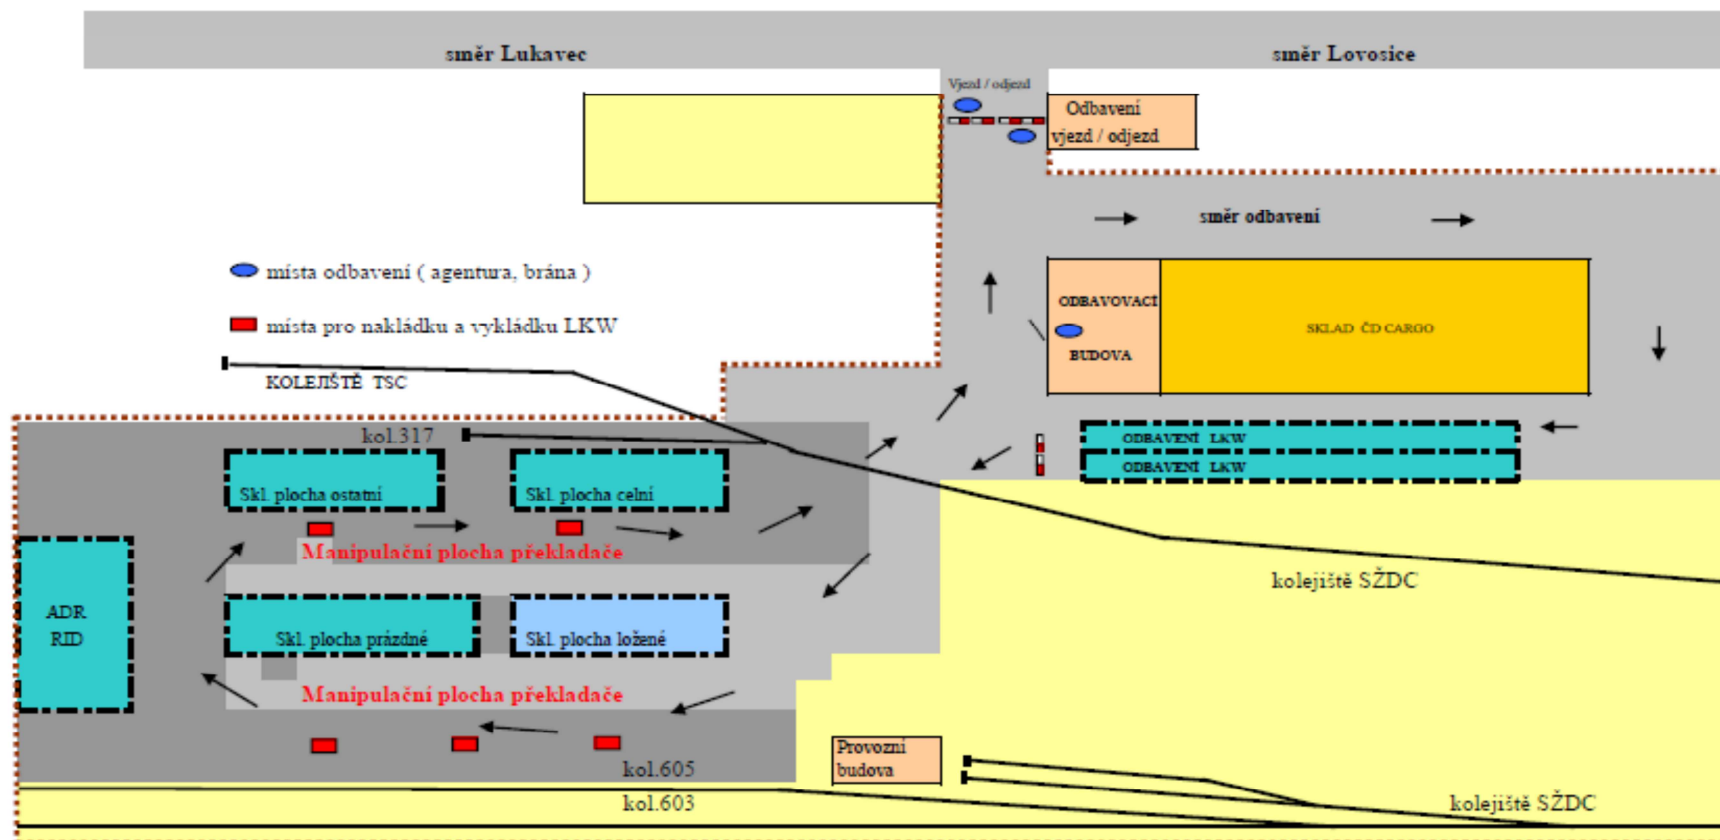 směr Lukavec
směr Lovosice
Vjezd / odjezd
Odbavení
vjezd / odjezd
směr odbavení
místa odbavení ( agentura, brána )
místa pro nakládku a vykládku LKW
ODBAVOVACÍ
BUDOVA
SKLAD ČD CARGO
KOLEJIŠTĚ TSC
kol.317
ODBAVENÍ LKW
ODBAVENÍ LKW
Skl. plocha ostatní
Skl. plocha celní
Manipulační plocha překladače
kolejiště SŽDC
ADR
RID
Skl. plocha prázdné
Skl. plocha ložené
Manipulační plocha překladače
Provozní
budova
kol.605
kol.603
kolejiště SŽDC